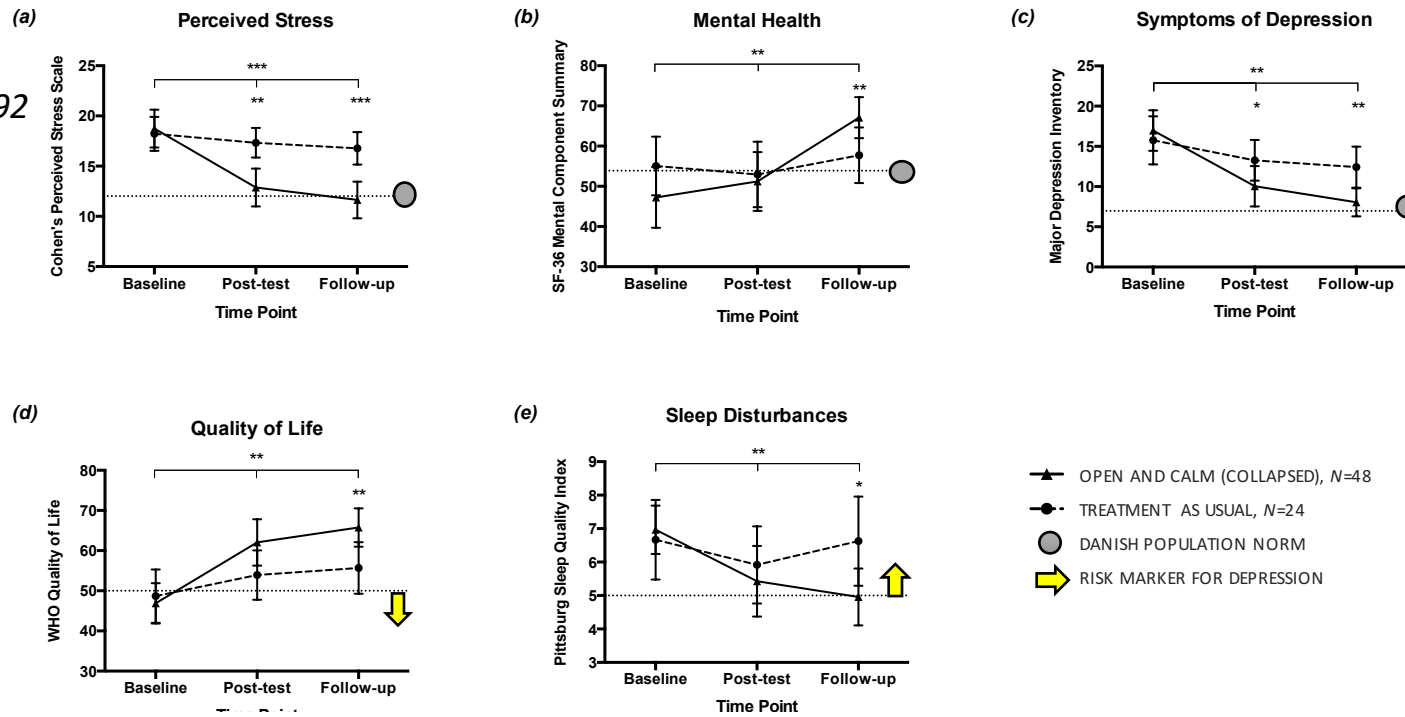 (a)
Perceived Stress
92
Cohen's Perceived Stress Scale
25
20
15
10
5
***
**
***
Baseline Post-test Follow-up
Time Point
(b)
Mental Health
SF-36 Mental Component Summary
80
70
60
50
40
30
**
**
Baseline Post-test Follow-up
Time Point
(c)
Symptoms of Depression
Major Depression Inventory
25
20
15
10
5
0
**
*
**
Baseline Post-test Follow-up
Time Point
(d)
Quality of Life
WHO Quality of Life
80
70
60
50
40
30
**
**
Baseline Post-test Follow-up
Time Point
(e)
Sleep Disturbances
Pittsburg Sleep Quality Index
9
8
7
6
5
4
3
**
*
Baseline Post-test Follow-up
Time Point
OPEN AND CALM (COLLAPSED), N=48
TREATMENT AS USUAL, N=24
DANISH POPULATION NORM
RISK MARKER FOR DEPRESSION